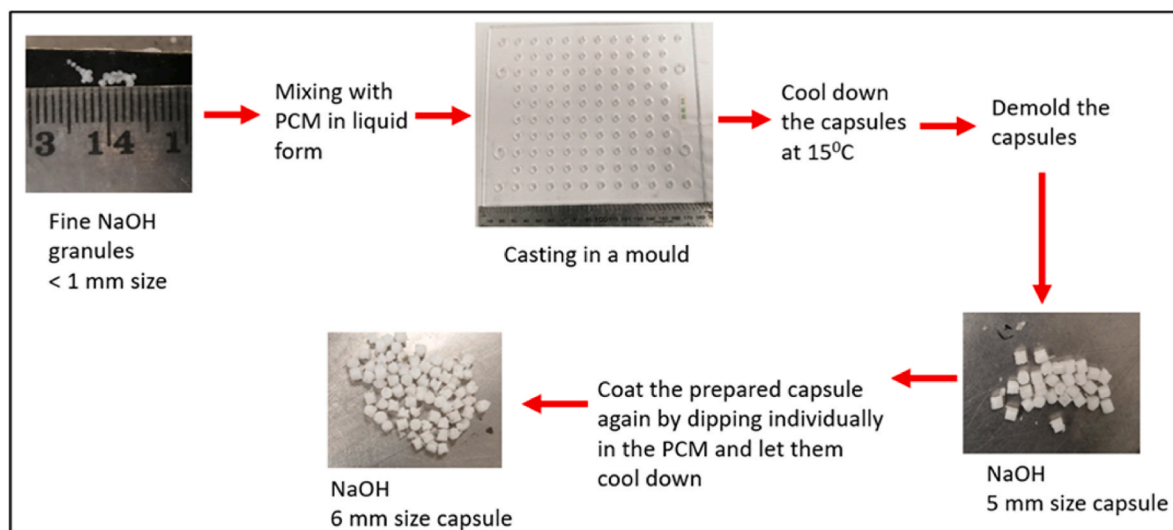 3 1 4 1
Fine NaOH
granules
< 1 mm size
Mixing with
PCM in liquid
form
Casting in a mould
Cool down
the capsules
at 15⁰C
Demold the
capsules
NaOH
5 mm size capsule
Coat the prepared capsule
again by dipping individually
in the PCM and let them
cool down
NaOH
6 mm size capsule